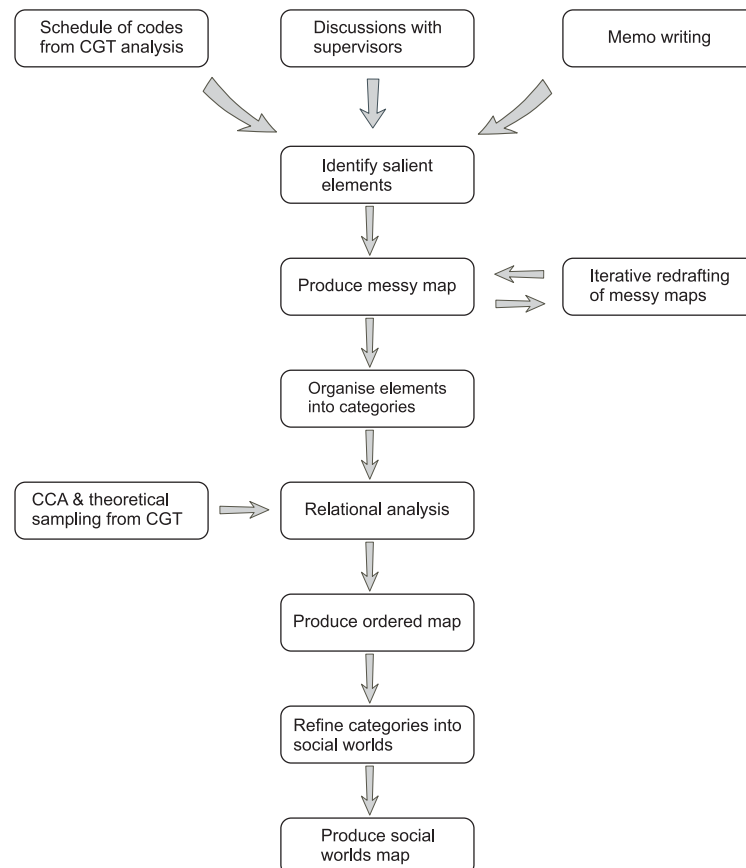 Schedule of codes
from CGT analysis
Discussions with
supervisors
Memo writing
Identify salient
elements
Produce messy map
Iterative redrafting
of messy maps
Organise elements
into categories
CCA & theoretical
sampling from CGT
Relational analysis
Produce ordered map
Refine categories into
social worlds
Produce social
worlds map